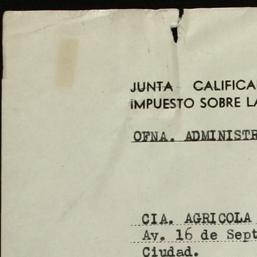 JUNTA CALIFICA
IMPUESTO SOBRE LA
OFNA. ADMINISTR
CIA. AGRICOLA
Av. 16 de Sept
Ciudad.